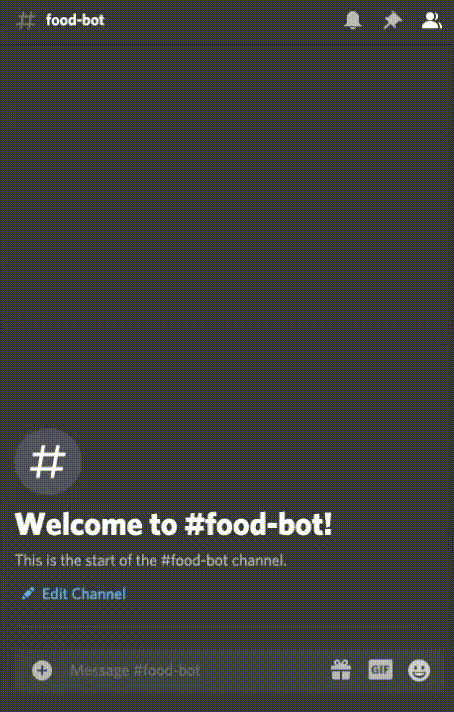 # food-bot
#
Welcome to #food-bot!
This is the start of the #food-bot channel.
Edit Channel
Message #food-bot GIF